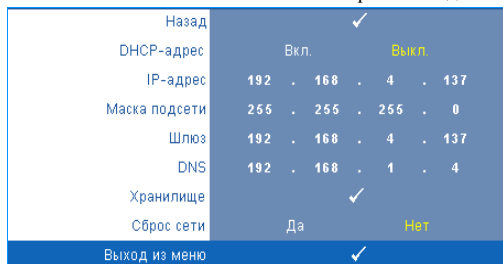 Назад ✓
DHCP-адрес Вкл. Выкл.
IP-адрес 192 . 168 . 4 . 137
Маска подсети 255 . 255 . 255 . 0
Шлюз 192 . 168 . 4 . 137
DNS 192 . 168 . 1 . 4
Хранилище ✓
Сброс сети Да Нет
Выход из меню ✓